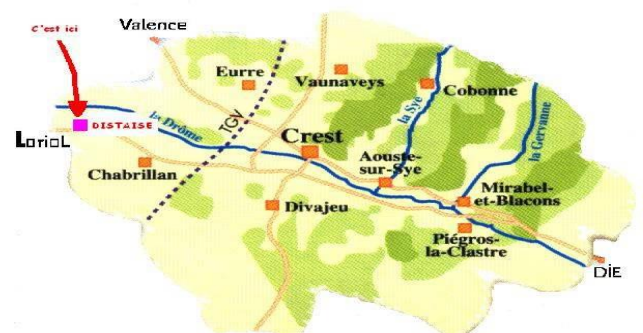 C'est ici
Valence
Eurre
Vaunaveys
Cobonne
la Sye
la Gervanne
la Drôme
TGV
DISTAISE
Loriol
Crest
Chabrillan
Aouste-
sur-Sye
Mirabel-
et-Blacons
Divajeu
Piégros-
la-Clastre
DIE